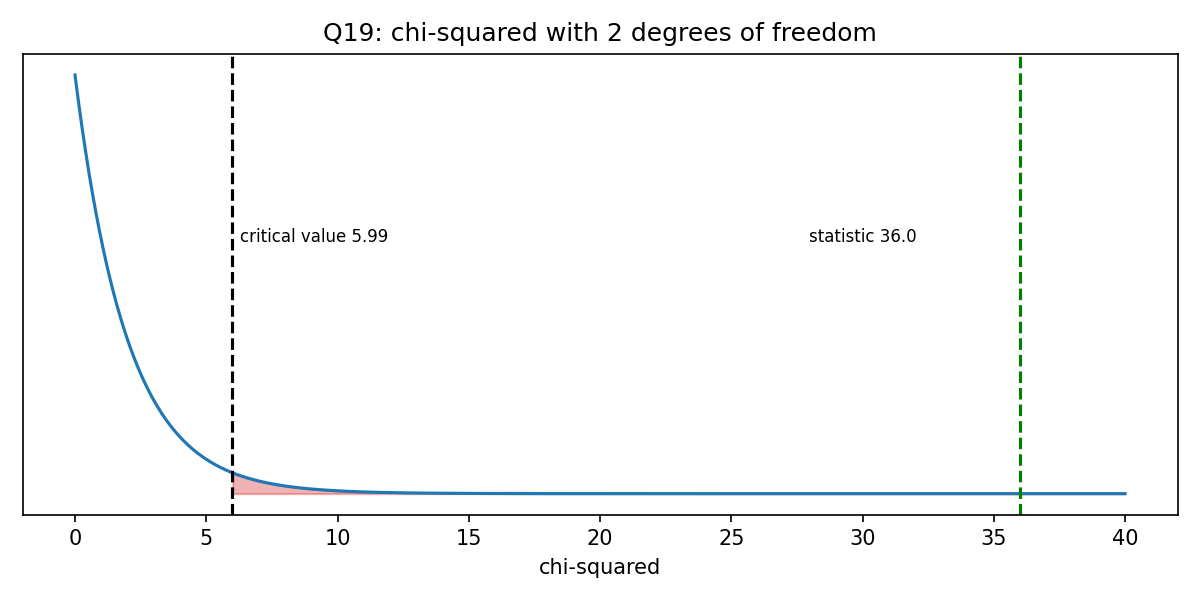 Q19: chi-squared with 2 degrees of freedom
critical value 5.99
statistic 36.0
0 5 10 15 20 25 30 35 40
chi-squared